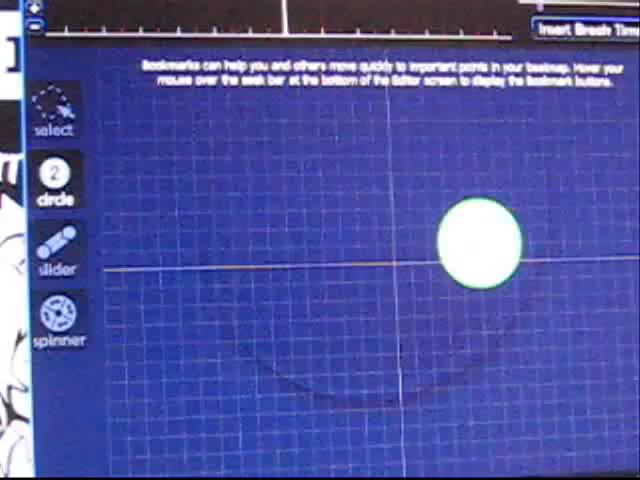 Insert Break Time
Bookmarks can help you and others move quickly to important points in your beatmap. Hover your
mouse over the seek bar at the bottom of the Editor screen to display the Bookmark buttons.
select
2
circle
slider
spinner